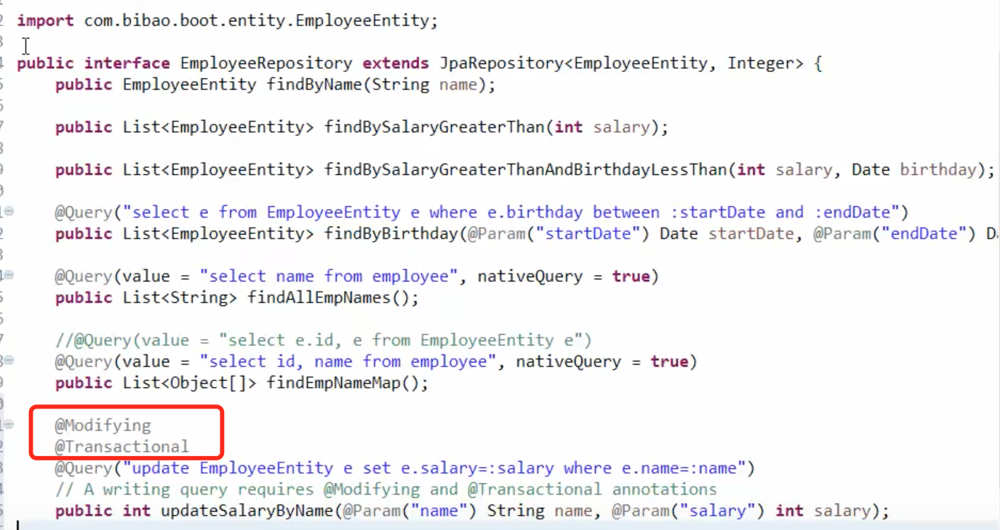 import com.bibao.boot.entity.EmployeeEntity;
public interface EmployeeRepository extends JpaRepository<EmployeeEntity, Integer> {
public EmployeeEntity findByName(String name);
public List<EmployeeEntity> findBySalaryGreaterThan(int salary);
public List<EmployeeEntity> findBySalaryGreaterThanAndBirthdayLessThan(int salary, Date birthday);
@Query("select e from EmployeeEntity e where e.birthday between :startDate and :endDate")
public List<EmployeeEntity> findByBirthday(@Param("startDate") Date startDate, @Param("endDate")
@Query(value = "select name from employee", nativeQuery = true)
public List<String> findAllEmpNames();
//@Query(value = "select e.id, e from EmployeeEntity e")
@Query(value = "select id, name from employee", nativeQuery = true)
public List<Object[]> findEmpNameMap();
@Modifying
@Transactional
@Query("update EmployeeEntity e set e.salary=:salary where e.name=:name")
// A writing query requires @Modifying and @Transactional annotations
public int updateSalaryByName(@Param("name") String name, @Param("salary") int salary);